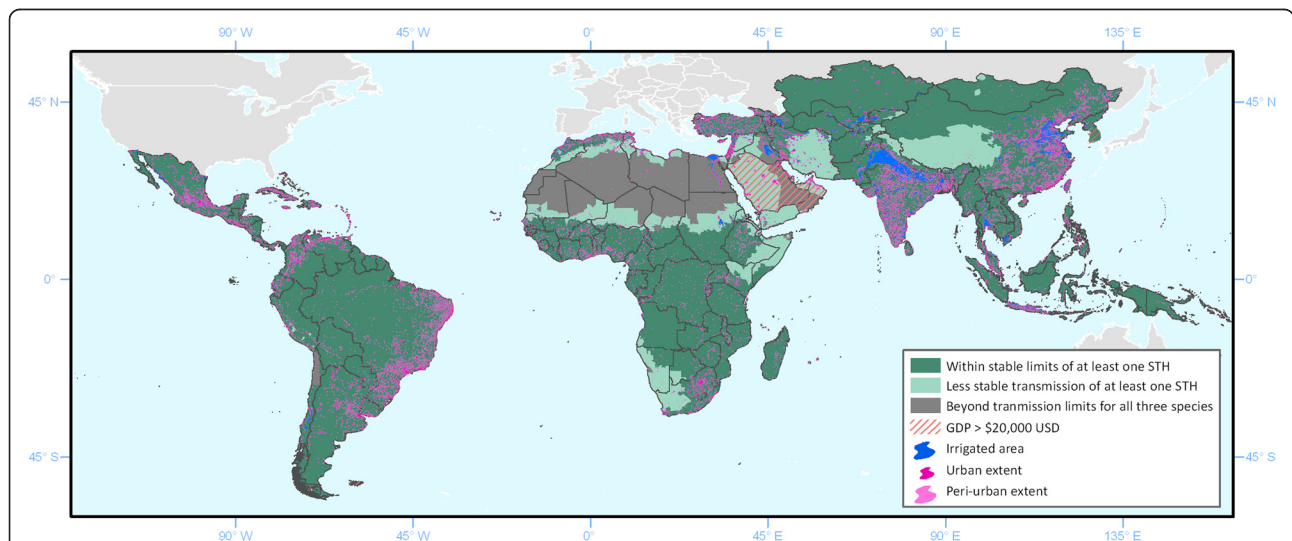 90° W 45° W 0° 45° E 90° E 135° E
45° N 45° N
0° 0°
45° S 45° S
Within stable limits of at least one STH
Less stable transmission of at least one STH
Beyond tranmission limits for all three species
GDP > $20,000 USD
Irrigated area
Urban extent
Peri-urban extent
90° W 45° W 0° 45° E 90° E 135° E